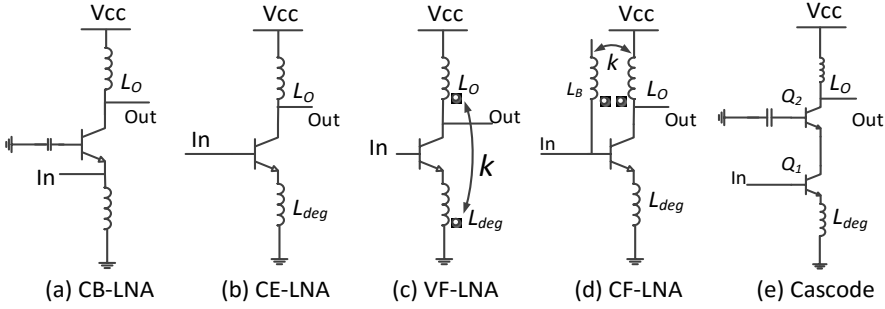 Vcc Vcc Vcc Vcc Vcc
L_O L_O L_O k L_O L_O
L_B Q_2
Out Out Out Out Out
In In In In Q_1
k In
L_deg L_deg L_deg L_deg
(a) CB-LNA (b) CE-LNA (c) VF-LNA (d) CF-LNA (e) Cascode